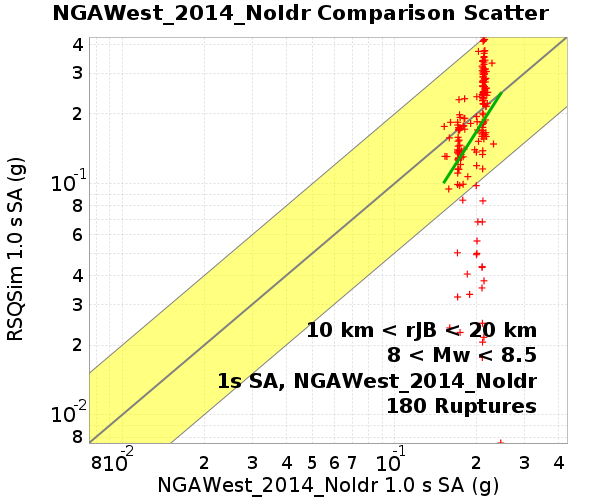 NGAWest_2014_NoIdr Comparison Scatter
RSQSim 1.0 s SA (g)
4
3
2
10-1
8
6
4
3
2
10-2
8
10 km < rJB < 20 km
8 < Mw < 8.5
1s SA, NGAWest_2014_NoIdr
180 Ruptures
8 10-2 2 3 4 5 6 7 10-1 2 3 4
NGAWest_2014_NoIdr 1.0 s SA (g)